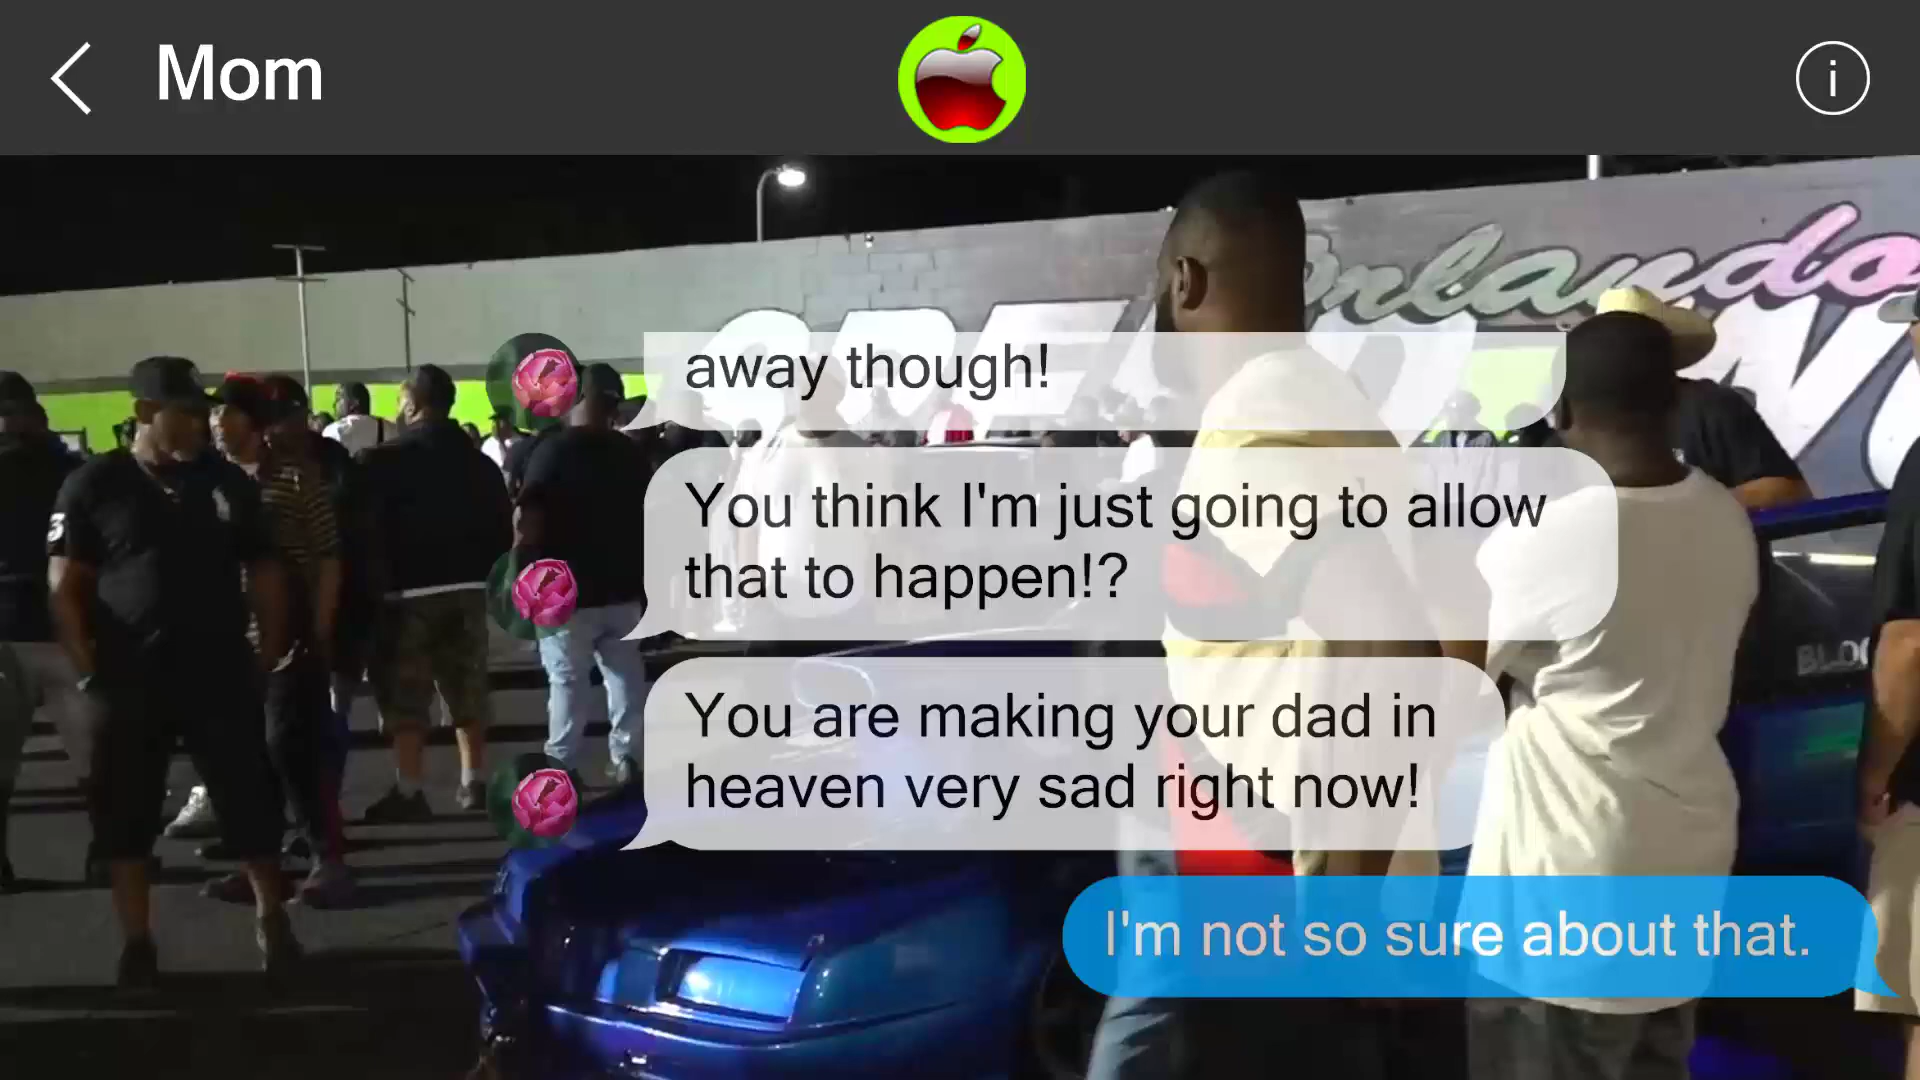 Mom
i
Orlando
away though!
You think I'm just going to allow
that to happen!?
You are making your dad in
heaven very sad right now!
I'm not so sure about that.